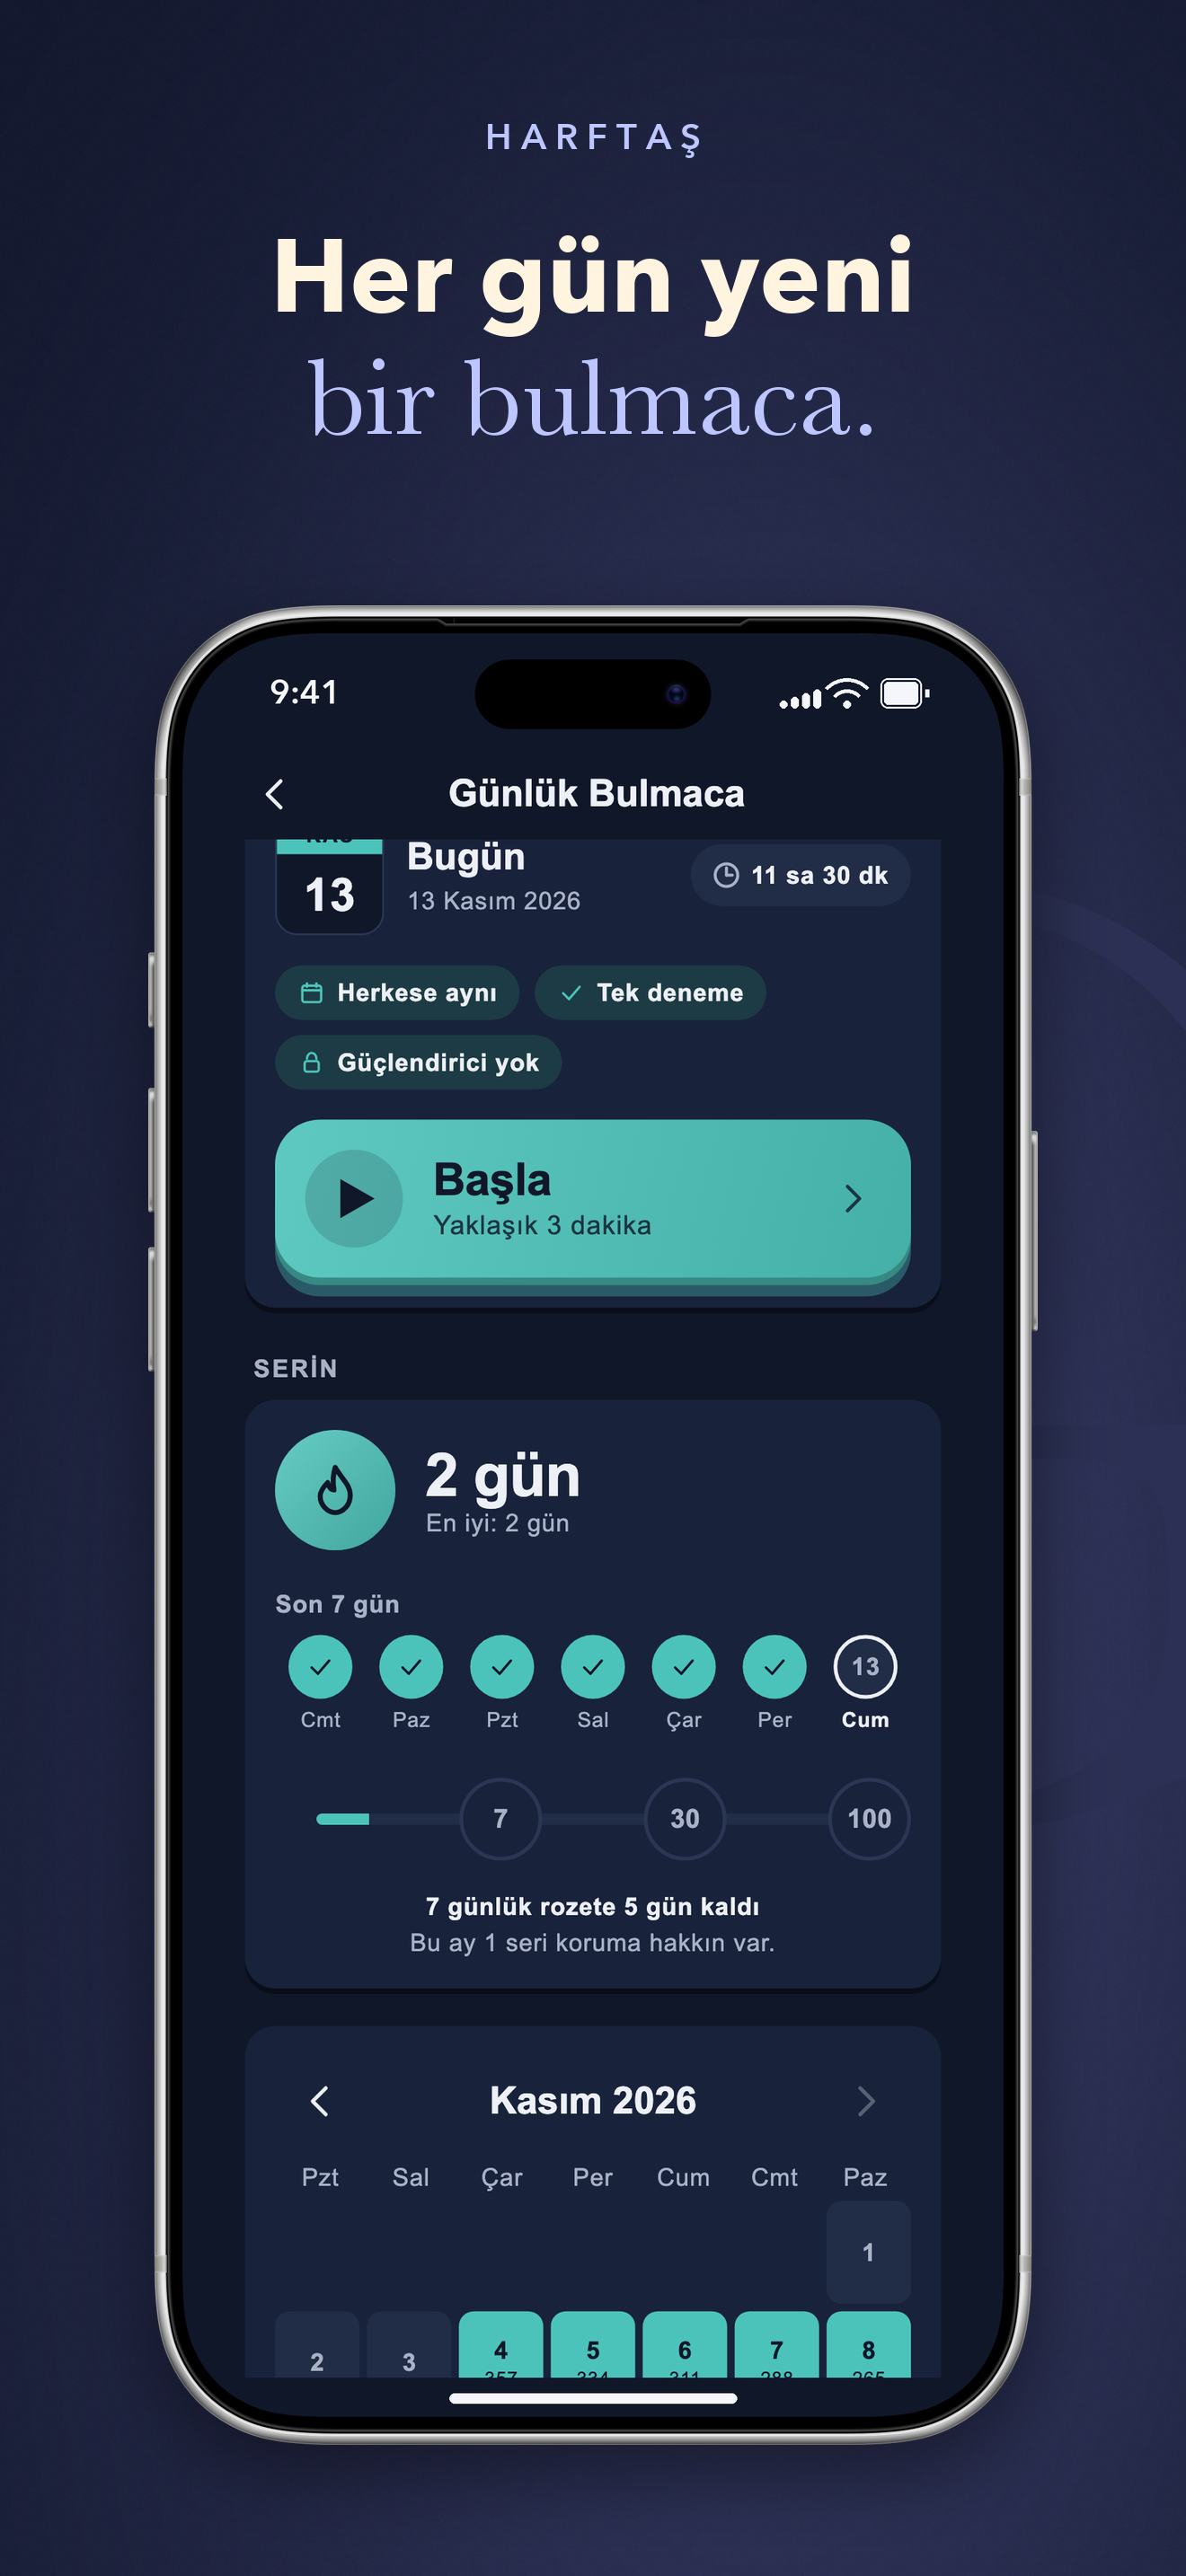 HARFTAŞ
Her gün yeni
bir bulmaca.
9:41
Günlük Bulmaca
13
Bugün
13 Kasım 2026
11 sa 30 dk
Herkese aynı
Tek deneme
Güçlendirici yok
Başla
Yaklaşık 3 dakika
SERİN
2 gün
En iyi: 2 gün
Son 7 gün
13
Cmt Paz Pzt Sal Çar Per Cum
7 30 100
7 günlük rozete 5 gün kaldı
Bu ay 1 seri koruma hakkın var.
Kasım 2026
Pzt Sal Çar Per Cum Cmt Paz
1
2 3 4 5 6 7 8